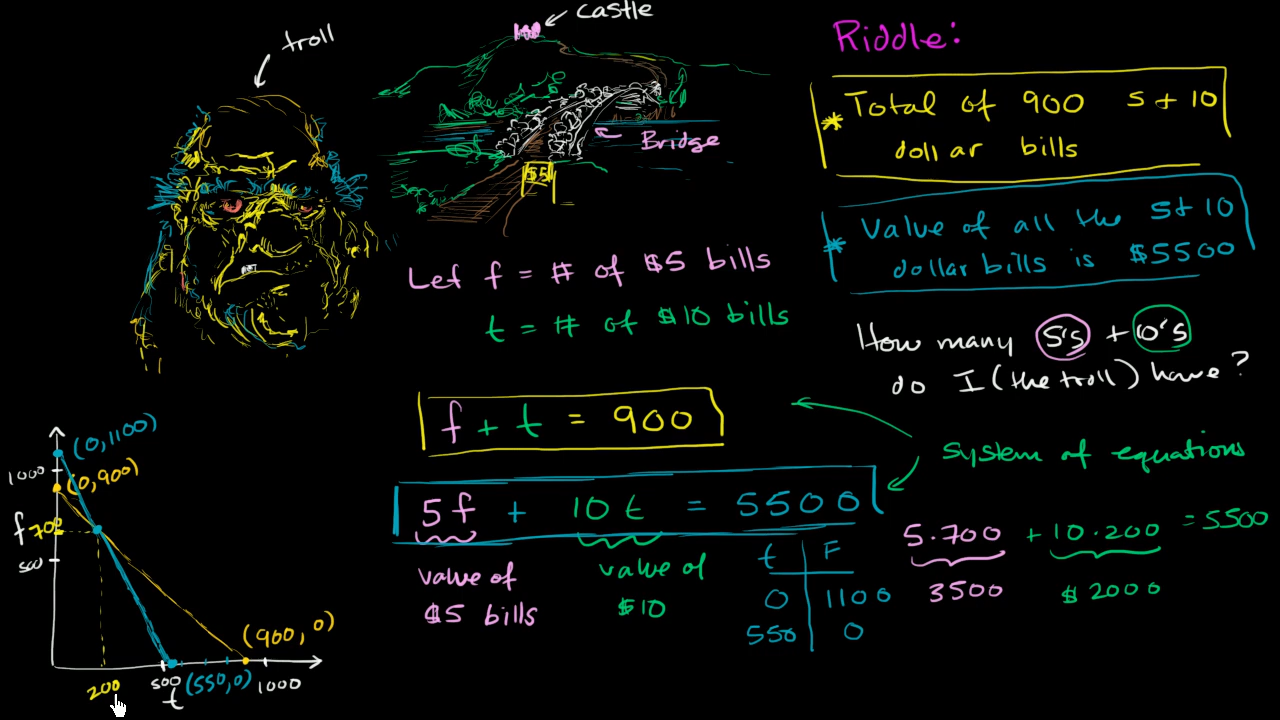 troll
castle
Bridge
$5
Riddle:
* Total of 900 5 + 10
dollar bills
* Value of all the 5+10
dollar bills is $5500
Let f = # of $5 bills
t = # of $10 bills
How many 5's + 10's
do I (the troll) have?
f + t = 900
system of equations
5f + 10t = 5500
value of
$5 bills
value of
$10
t F
0 1100
550 0
5·700 + 10·200 = 5500
3500 $2000
(0,1100)
1000
(0,900)
f 700
500
(900, 0)
200 500 (550,0) 1000
t